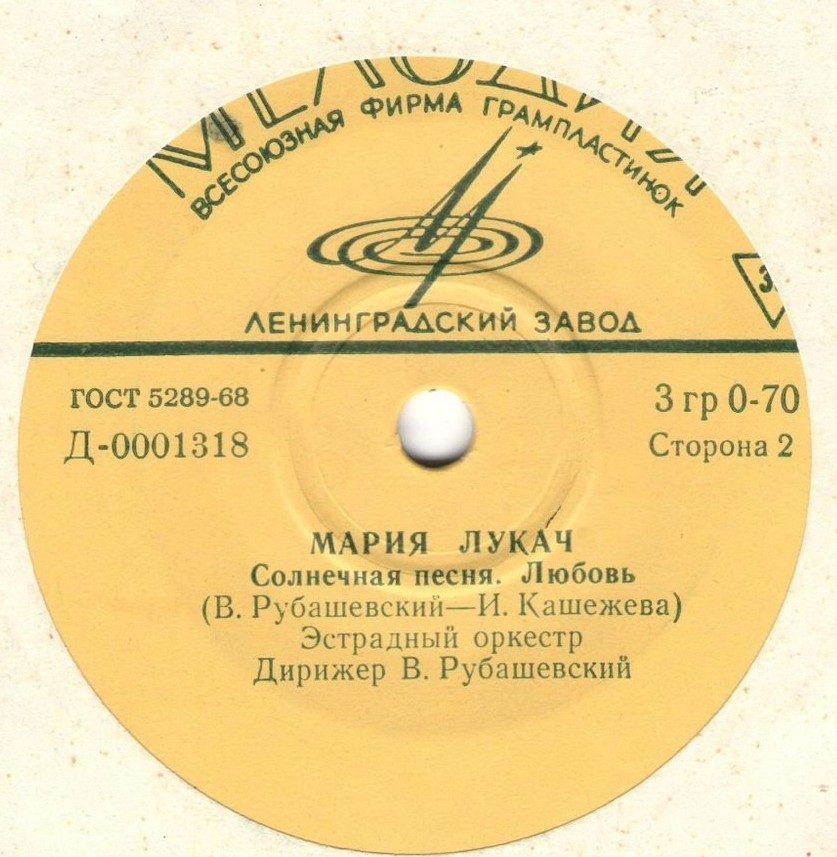 МЕЛОДИЯ
ВСЕСОЮЗНАЯ ФИРМА ГРАМПЛАСТИНОК
ЛЕНИНГРАДСКИЙ ЗАВОД
ГОСТ 5289-68
3 гр 0-70
Д-0001318
Сторона 2
МАРИЯ ЛУКАЧ
Солнечная песня. Любовь
(В. Рубашевский—И. Кашежева)
Эстрадный оркестр
Дирижер В. Рубашевский